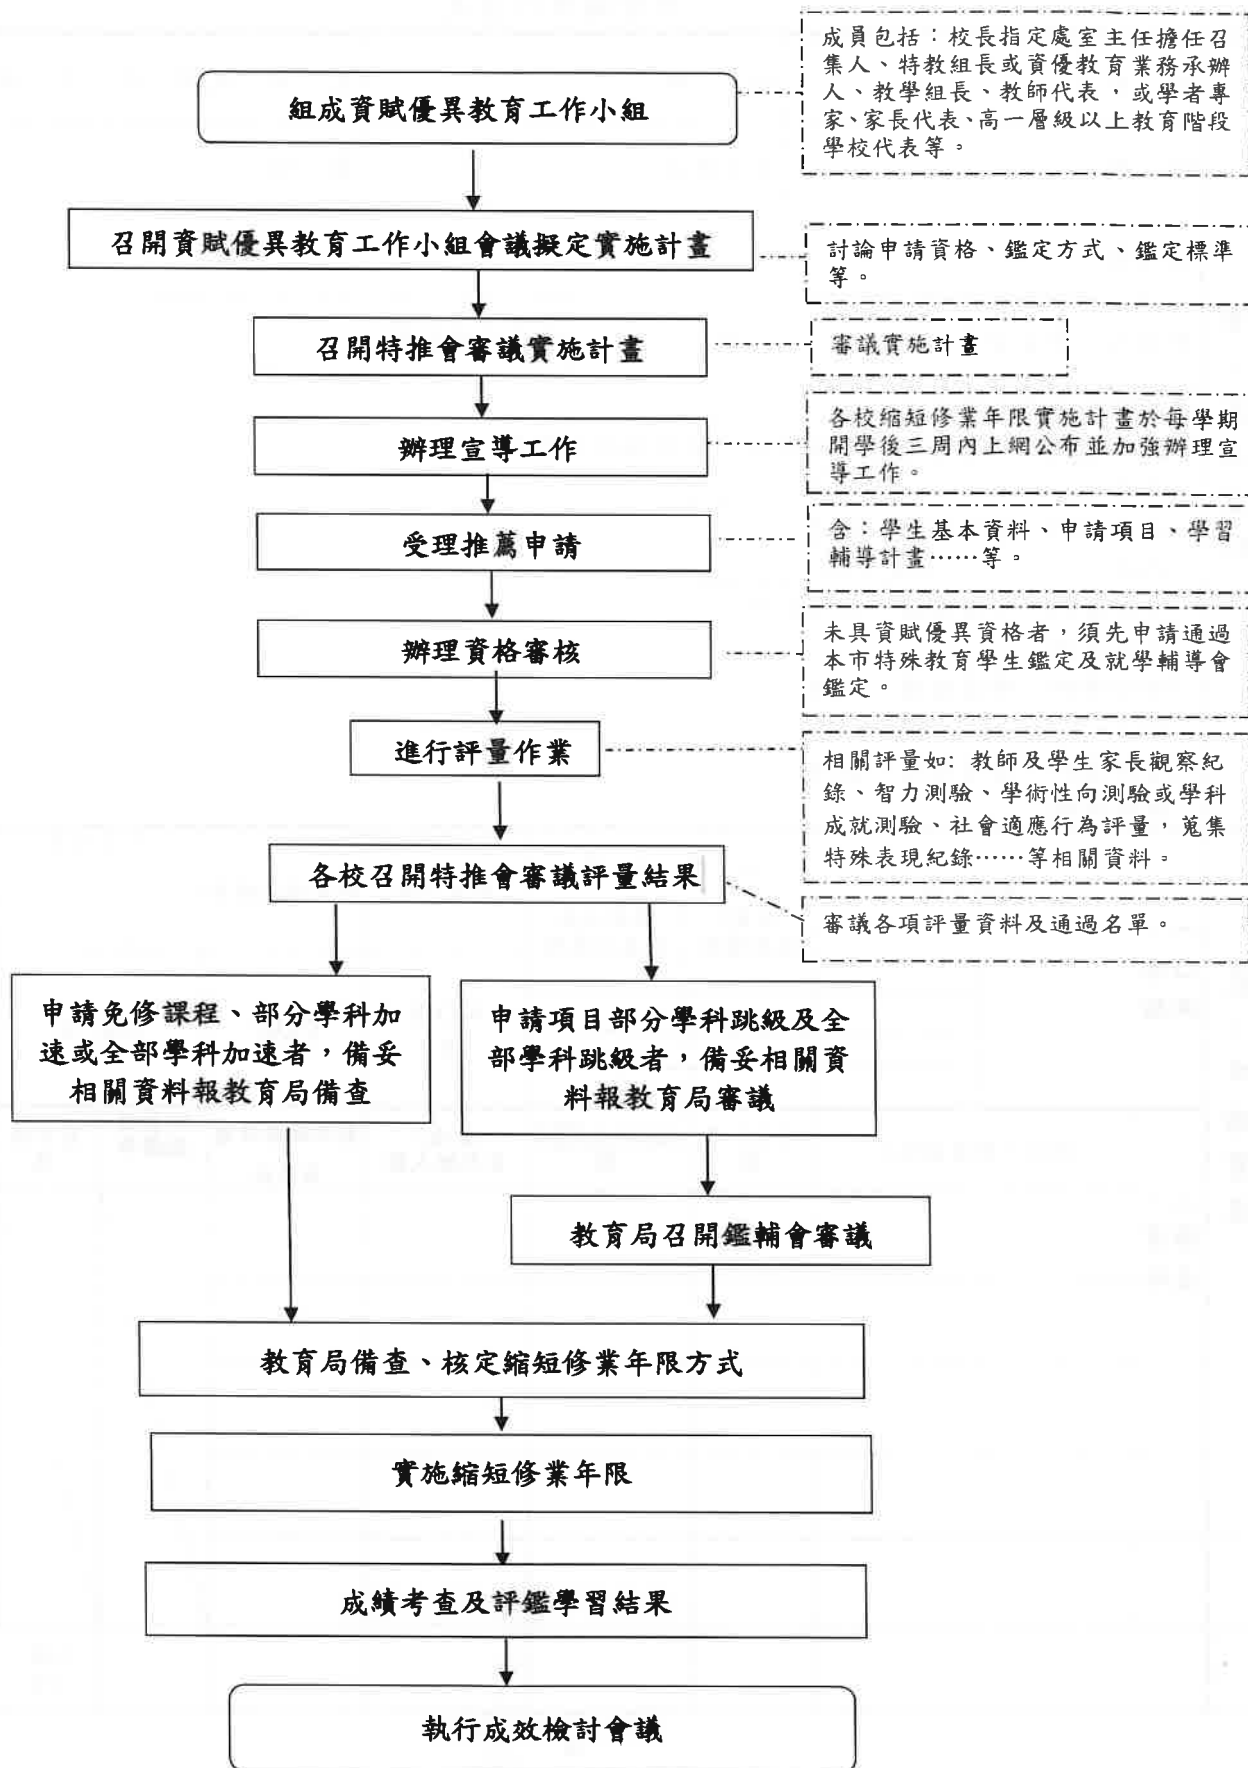 成員包括：校長指定處室主任擔任召
集人、特教組長或資優教育業務承辦
人、教學組長、教師代表，或學者專
家、家長代表、高一層級以上教育階段
學校代表等。
組成資賦優異教育工作小組
召開資賦優異教育工作小組會議擬定實施計畫
討論申請資格、鑑定方式、鑑定標準
等。
召開特推會審議實施計畫
審議實施計畫
辦理宣導工作
各校縮短修業年限實施計畫於每學期
開學後三周內上網公布並加強辦理宣
導工作。
受理推薦申請
含：學生基本資料、申請項目、學習
輔導計畫……等。
辦理資格審核
未具資賦優異資格者，須先申請通過
本市特殊教育學生鑑定及就學輔導會
鑑定。
進行評量作業
相關評量如: 教師及學生家長觀察紀
錄、智力測驗、學術性向測驗或學科
成就測驗、社會適應行為評量，蒐集
特殊表現紀錄……等相關資料。
各校召開特推會審議評量結果
審議各項評量資料及通過名單。
申請免修課程、部分學科加
速或全部學科加速者，備妥
相關資料報教育局備查
申請項目部分學科跳級及全
部學科跳級者，備妥相關資
料報教育局審議
教育局召開鑑輔會審議
教育局備查、核定縮短修業年限方式
實施縮短修業年限
成績考查及評鑑學習結果
執行成效檢討會議